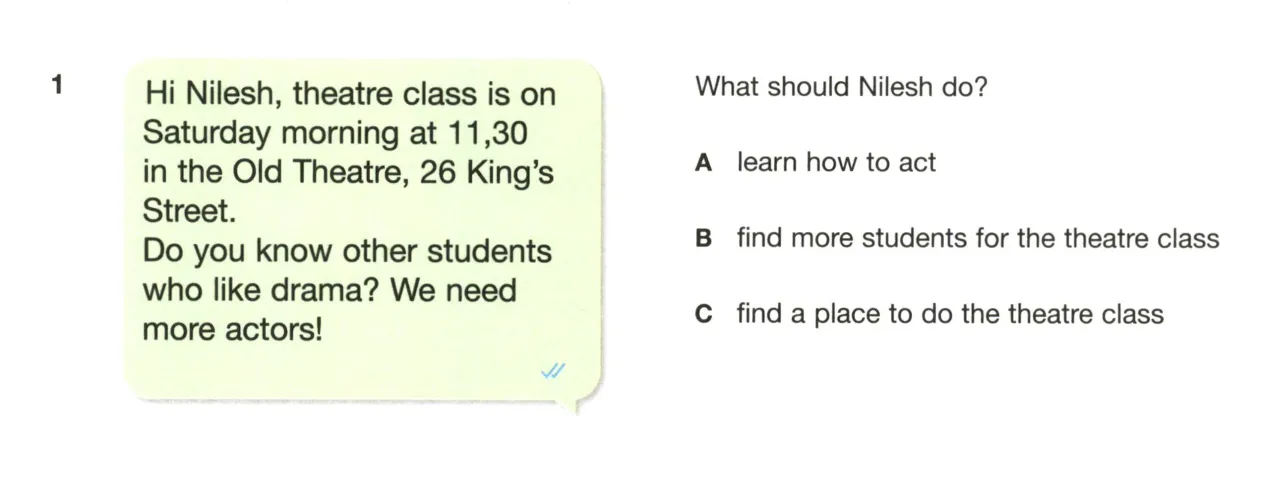 1
Hi Nilesh, theatre class is on
Saturday morning at 11,30
in the Old Theatre, 26 King's
Street.
Do you know other students
who like drama? We need
more actors!
What should Nilesh do?
A learn how to act
B find more students for the theatre class
C find a place to do the theatre class